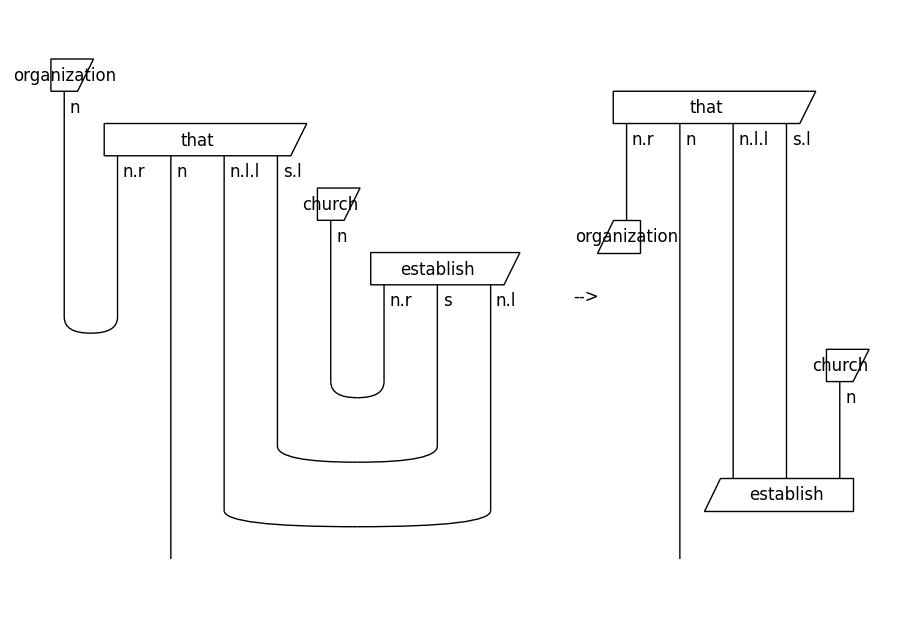 organization
n
that
n.r n n.l.l s.l
church
n
establish
n.r s n.l
-->
that
n.r n n.l.l s.l
organization
church
n
establish